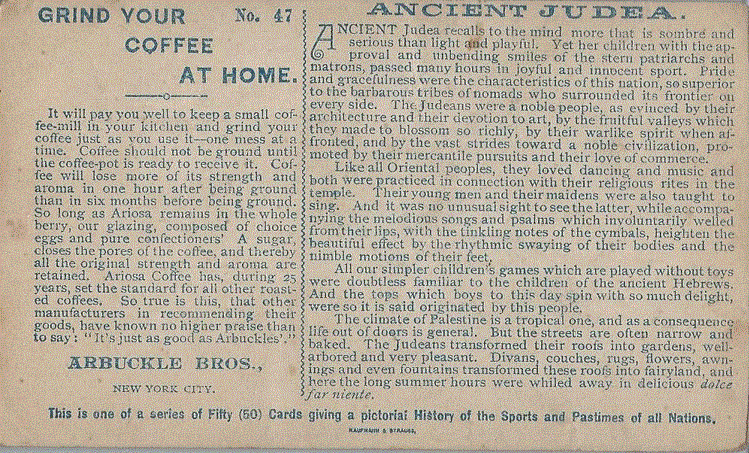 GRIND YOUR No. 47
COFFEE
AT HOME.
It will pay you well to keep a small cof-
fee-mill in your kitchen and grind your
coffee just as you use it—one mess at a
time. Coffee should not be ground until
the coffee-pot is ready to receive it. Cof-
fee will lose more of its strength and
aroma in one hour after being ground
than in six months before being ground.
So long as Ariosa remains in the whole
berry, our glazing, composed of choice
eggs and pure confectioners' A sugar,
closes the pores of the coffee, and thereby
all the original strength and aroma are
retained. Ariosa Coffee has, during 25
years, set the standard for all other roast-
ed coffees. So true is this, that other
manufacturers in recommending their
goods, have known no higher praise than
to say: "It's just as good as Arbuckles'."
ARBUCKLE BROS.,
NEW YORK CITY.
ANCIENT JUDEA.
ANCIENT Judea recalls to the mind more that is sombre and
serious than light and playful. Yet her children with the ap-
proval and unbending smiles of the stern patriarchs and
matrons, passed many hours in joyful and innocent sport. Pride
and gracefulness were the characteristics of this nation, so superior
to the barbarous tribes of nomads who surrounded its frontier on
every side. The Judeans were a noble people, as evinced by their
architecture and their devotion to art, by the fruitful valleys which
they made to blossom so richly, by their warlike spirit when af-
fronted, and by the vast strides toward a noble civilization, pro-
moted by their mercantile pursuits and their love of commerce.
Like all Oriental peoples, they loved dancing and music and
both were practiced in connection with their religious rites in the
temple. Their young men and their maidens were also taught to
sing. And it was no unusual sight to see the latter, while accompa-
nying the melodious songs and psalms which involuntarily welled
from their lips, with the tinkling notes of the cymbals, heighten the
beautiful effect by the rhythmic swaying of their bodies and the
nimble motions of their feet.
All our simpler children's games which are played without toys
were doubtless familiar to the children of the ancient Hebrews.
And the tops which boys to this day spin with so much delight,
were so it is said originated by this people.
The climate of Palestine is a tropical one, and as a consequence
life out of doors is general. But the streets are often narrow and
baked. The Judeans transformed their roofs into gardens, well-
arbored and very pleasant. Divans, couches, rugs, flowers, awn-
ings and even fountains transformed these roofs into fairyland, and
here the long summer hours were whiled away in delicious dolce
far niente.
This is one of a series of Fifty (50) Cards giving a pictorial History of the Sports and Pastimes of all Nations.
KAUFMANN & STRAUSS.